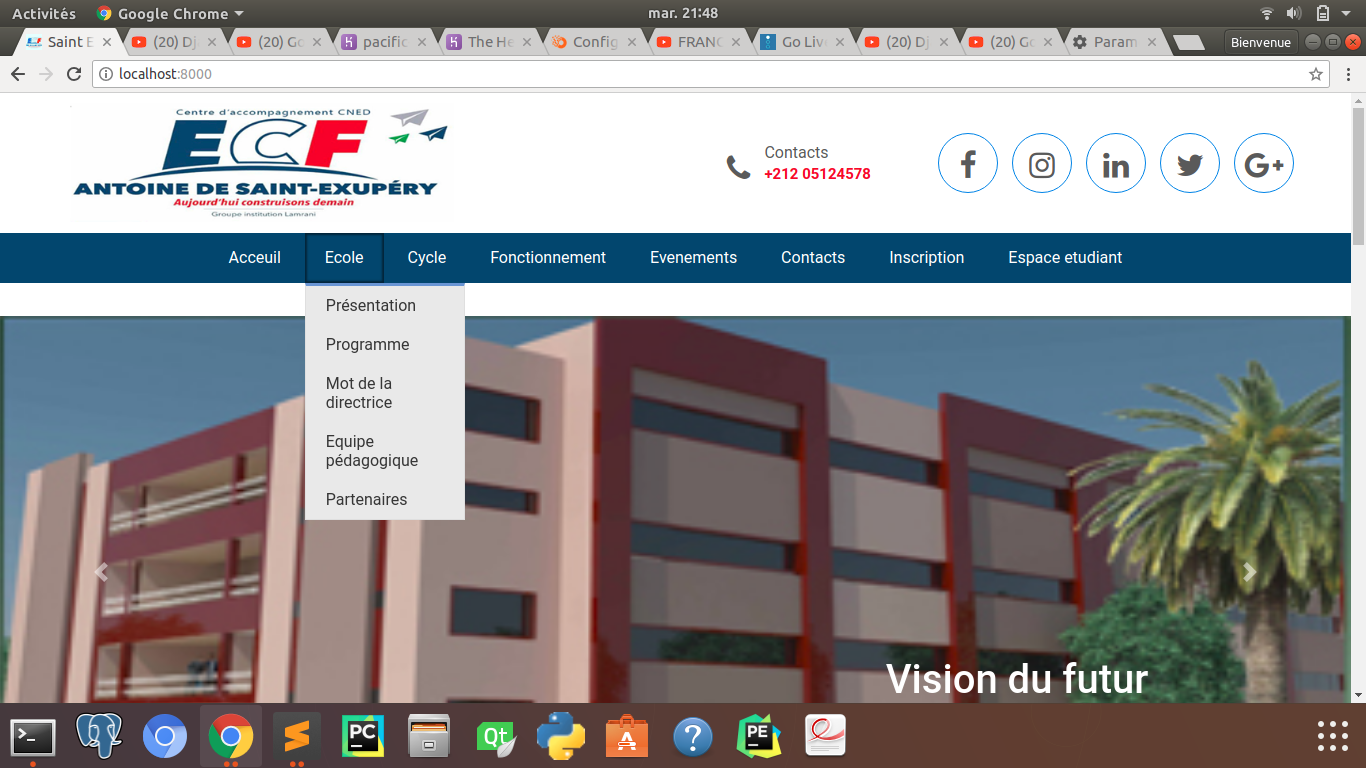 Activités
Google Chrome
mar. 21:48
Saint E
(20) Dj
(20) Go
pacific
The He
Config
FRANC
Go Liv
(20) Dj
(20) Go
Param
Bienvenue
localhost:8000
Centre d'accompagnement CNED
ECF
ANTOINE DE SAINT-EXUPÉRY
Aujourd'hui construisons demain
Groupe institution Lamrani
Contacts
+212 05124578
Acceuil
Ecole
Cycle
Fonctionnement
Evenements
Contacts
Inscription
Espace etudiant
Présentation
Programme
Mot de la
directrice
Equipe
pédagogique
Partenaires
Vision du futur
PC
Qt
PE